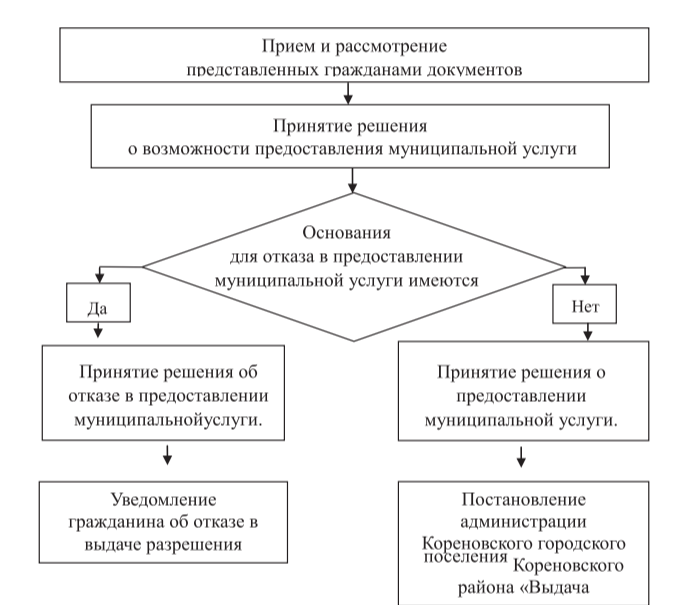 Прием и рассмотрение
представленных гражданами документов
Принятие решения
о возможности предоставления муниципальной услуги
Основания
для отказа в предоставлении
муниципальной услуги имеются
Да
Нет
Принятие решения об
отказе в предоставлении
муниципальнойуслуги.
Принятие решения о
предоставлении
муниципальной услуги.
Уведомление
гражданина об отказе в
выдаче разрешения
Постановление
администрации
Кореновского городского
поселения Кореновского
района «Выдача